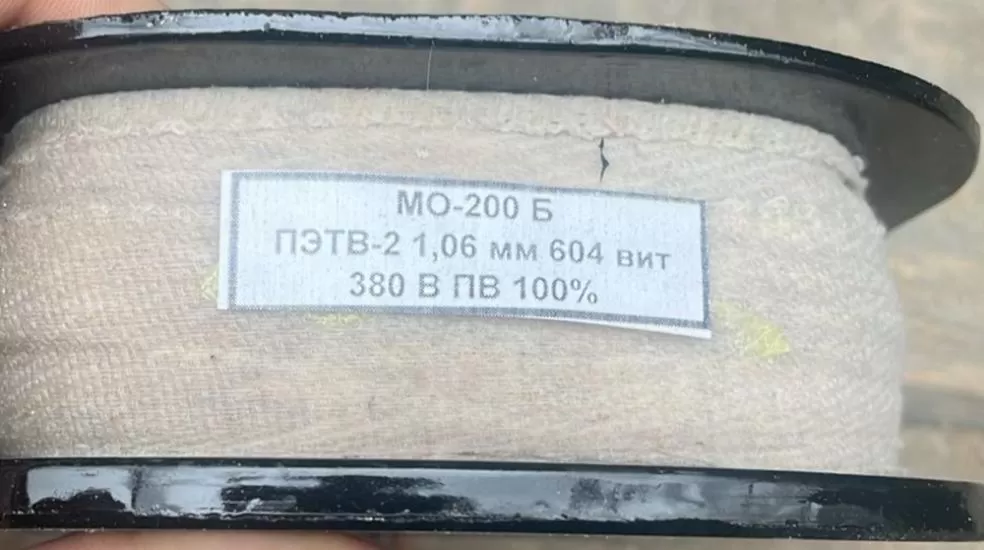 МО-200 Б
ПЭТВ-2 1,06 мм 604 вит
380 В ПВ 100%